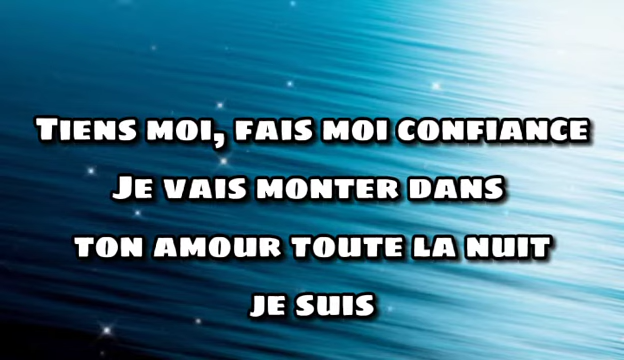 Tiens moi, fais moi confiance
Je vais monter dans
ton amour toute la nuit
je suis